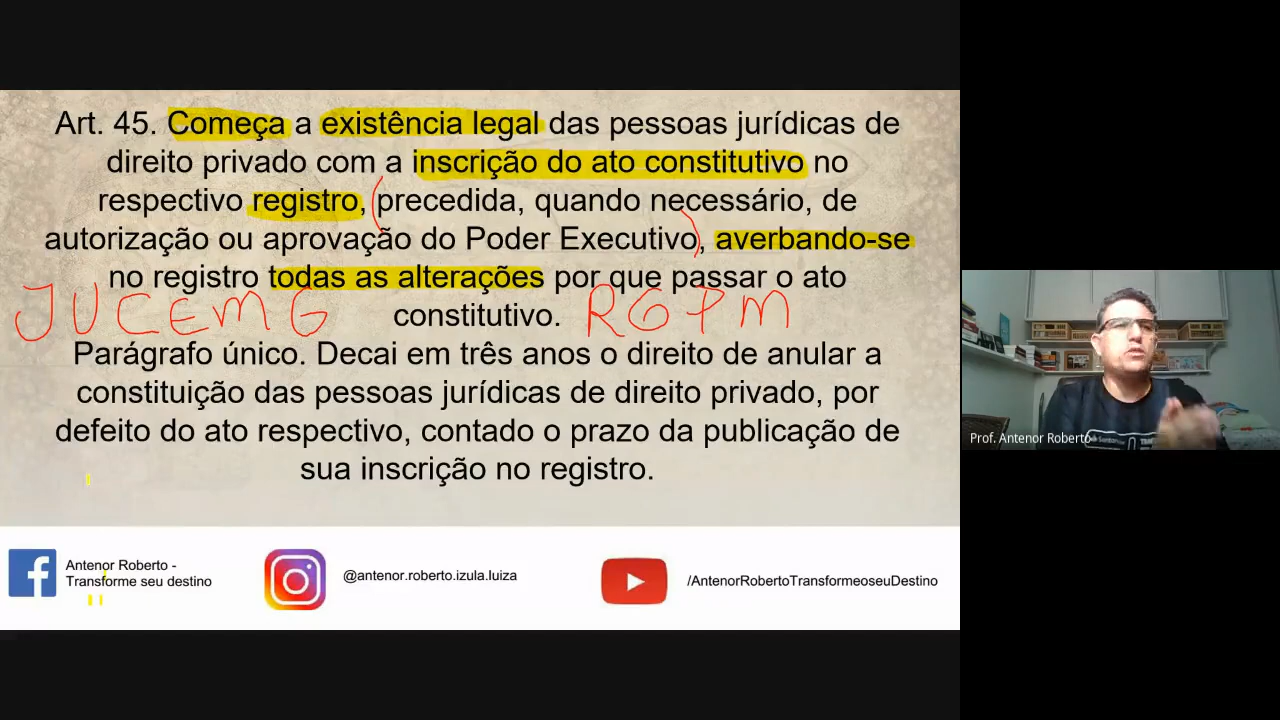 Art. 45. Começa a existência legal das pessoas jurídicas de
direito privado com a inscrição do ato constitutivo no
respectivo registro, (precedida, quando necessário, de
autorização ou aprovação do Poder Executivo), averbando-se
no registro todas as alterações por que passar o ato
JUCEMG constitutivo. RGPM
Parágrafo único. Decai em três anos o direito de anular a
constituição das pessoas jurídicas de direito privado, por
defeito do ato respectivo, contado o prazo da publicação de
sua inscrição no registro.
Prof. Antenor Roberto
Antenor Roberto -
Transforme seu destino
@antenor.roberto.izula.luiza
/AntenorRobertoTransformeoseuDestino